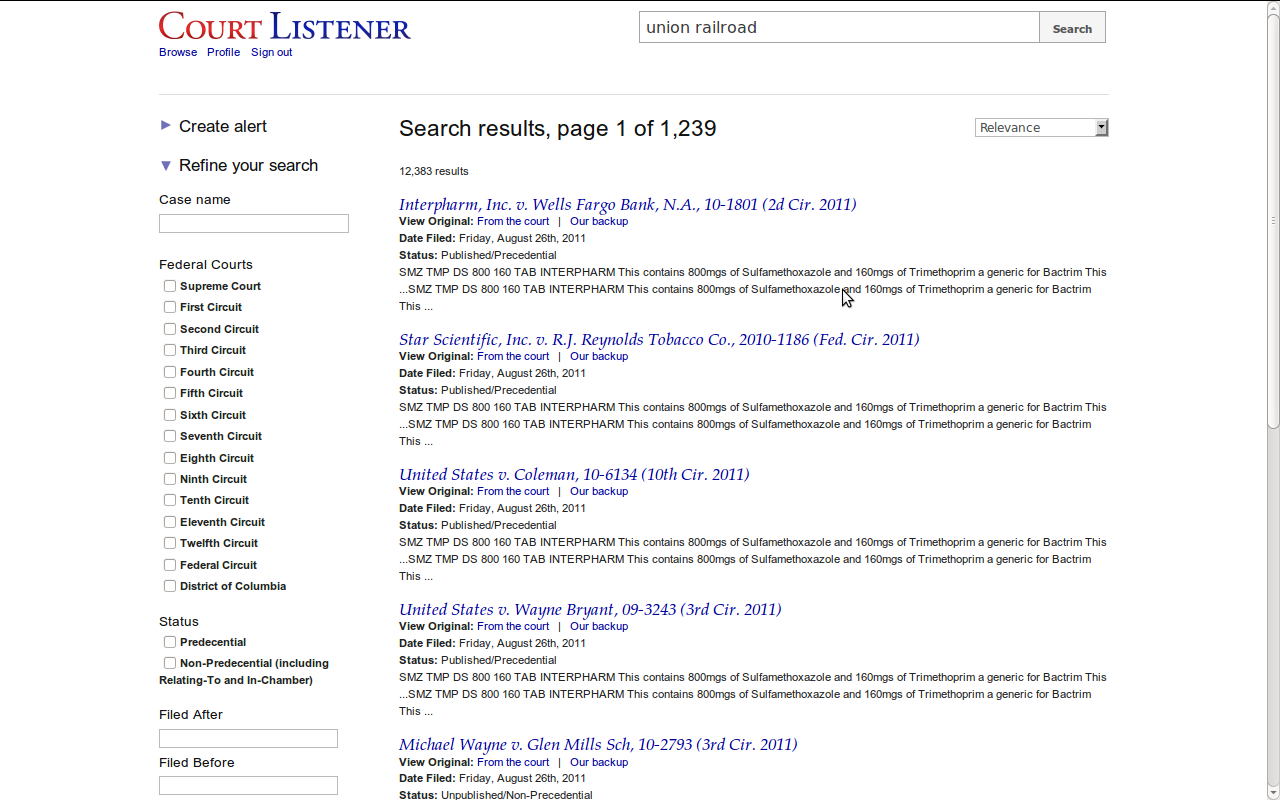 COURT LISTENER
union railroad
Search
Browse Profile Sign out
Create alert
Refine your search
Case name
Federal Courts
Supreme Court
First Circuit
Second Circuit
Third Circuit
Fourth Circuit
Fifth Circuit
Sixth Circuit
Seventh Circuit
Eighth Circuit
Ninth Circuit
Tenth Circuit
Eleventh Circuit
Twelfth Circuit
Federal Circuit
District of Columbia
Status
Predecential
Non-Predecential (including
Relating-To and In-Chamber)
Filed After
Filed Before
Search results, page 1 of 1,239
Relevance
12,383 results
Interpharm, Inc. v. Wells Fargo Bank, N.A., 10-1801 (2d Cir. 2011)
View Original: From the court | Our backup
Date Filed: Friday, August 26th, 2011
Status: Published/Precedential
SMZ TMP DS 800 160 TAB INTERPHARM This contains 800mgs of Sulfamethoxazole and 160mgs of Trimethoprim a generic for Bactrim This
...SMZ TMP DS 800 160 TAB INTERPHARM This contains 800mgs of Sulfamethoxazole and 160mgs of Trimethoprim a generic for Bactrim
This ...
Star Scientific, Inc. v. R.J. Reynolds Tobacco Co., 2010-1186 (Fed. Cir. 2011)
View Original: From the court | Our backup
Date Filed: Friday, August 26th, 2011
Status: Published/Precedential
SMZ TMP DS 800 160 TAB INTERPHARM This contains 800mgs of Sulfamethoxazole and 160mgs of Trimethoprim a generic for Bactrim This
...SMZ TMP DS 800 160 TAB INTERPHARM This contains 800mgs of Sulfamethoxazole and 160mgs of Trimethoprim a generic for Bactrim
This ...
United States v. Coleman, 10-6134 (10th Cir. 2011)
View Original: From the court | Our backup
Date Filed: Friday, August 26th, 2011
Status: Published/Precedential
SMZ TMP DS 800 160 TAB INTERPHARM This contains 800mgs of Sulfamethoxazole and 160mgs of Trimethoprim a generic for Bactrim This
...SMZ TMP DS 800 160 TAB INTERPHARM This contains 800mgs of Sulfamethoxazole and 160mgs of Trimethoprim a generic for Bactrim
This ...
United States v. Wayne Bryant, 09-3243 (3rd Cir. 2011)
View Original: From the court | Our backup
Date Filed: Friday, August 26th, 2011
Status: Published/Precedential
SMZ TMP DS 800 160 TAB INTERPHARM This contains 800mgs of Sulfamethoxazole and 160mgs of Trimethoprim a generic for Bactrim This
...SMZ TMP DS 800 160 TAB INTERPHARM This contains 800mgs of Sulfamethoxazole and 160mgs of Trimethoprim a generic for Bactrim
This ...
Michael Wayne v. Glen Mills Sch, 10-2793 (3rd Cir. 2011)
View Original: From the court | Our backup
Date Filed: Friday, August 26th, 2011
Status: Unpublished/Non-Precedential